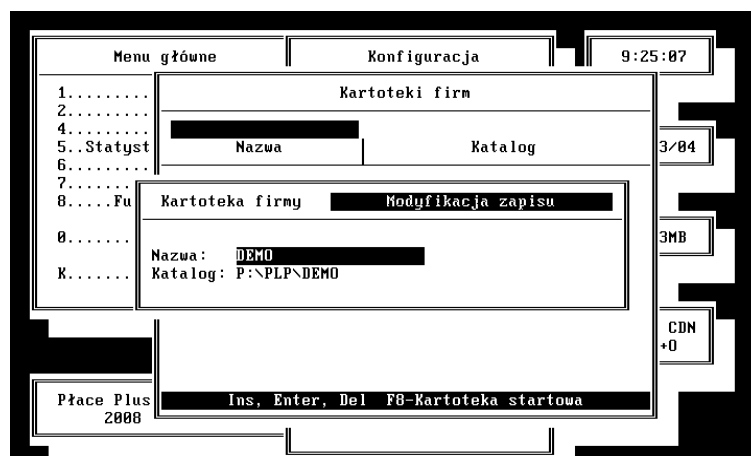 Menu główne
Konfiguracja
9:25:07
1.........
2.........
4.........
5..Statyst
6.........
7.......
8.....Fu
0.......
K.......
Kartoteki firm
Nazwa
Katalog
3/04
Kartoteka firmy
Modyfikacja zapisu
Nazwa: DEMO
Katalog: P:\PLP\DEMO
3MB
CDN
+O
Ins, Enter, Del F8-Kartoteka startowa
Płace Plus
2008